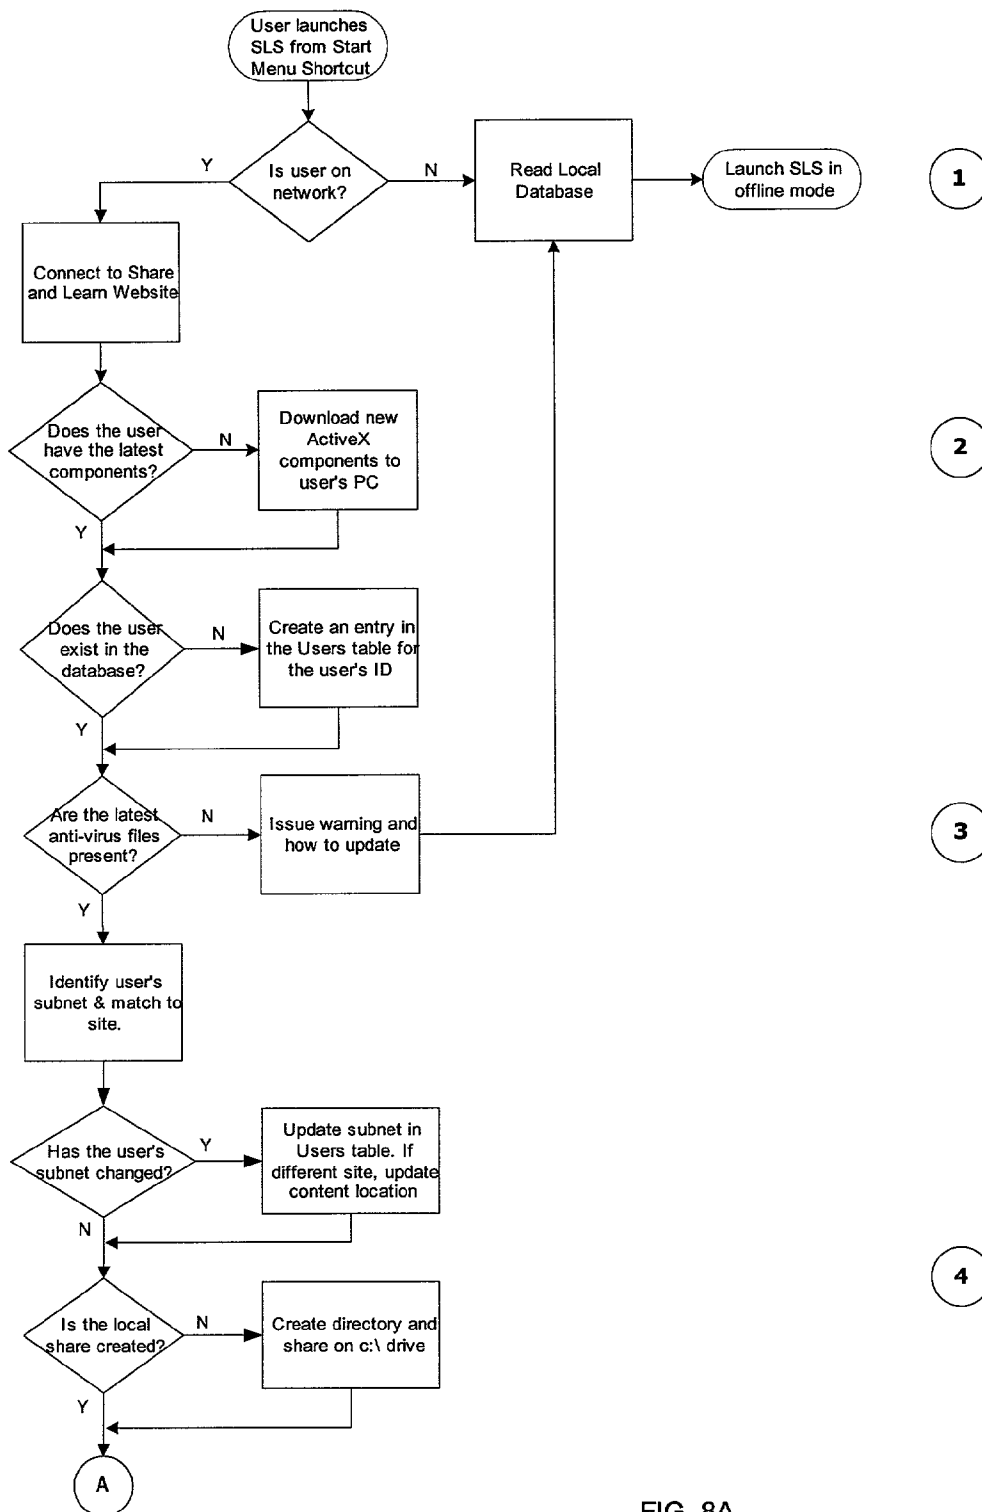 User launches
SLS from Start
Menu Shortcut
Y
Is user on
network?
N
Read Local
Database
Launch SLS in
offline mode
1
Connect to Share
and Learn Website
Does the user
have the latest
components?
N
Download new
ActiveX
components to
user's PC
2
Y
Does the user
exist in the
database?
N
Create an entry in
the Users table for
the user's ID
Y
Are the latest
anti-virus files
present?
N
Issue warning and
how to update
3
Y
Identify user's
subnet & match to
site.
Has the user's
subnet changed?
Y
Update subnet in
Users table. If
different site, update
content location
N
4
Is the local
share created?
N
Create directory and
share on c:\ drive
Y
A
FIG. 8A